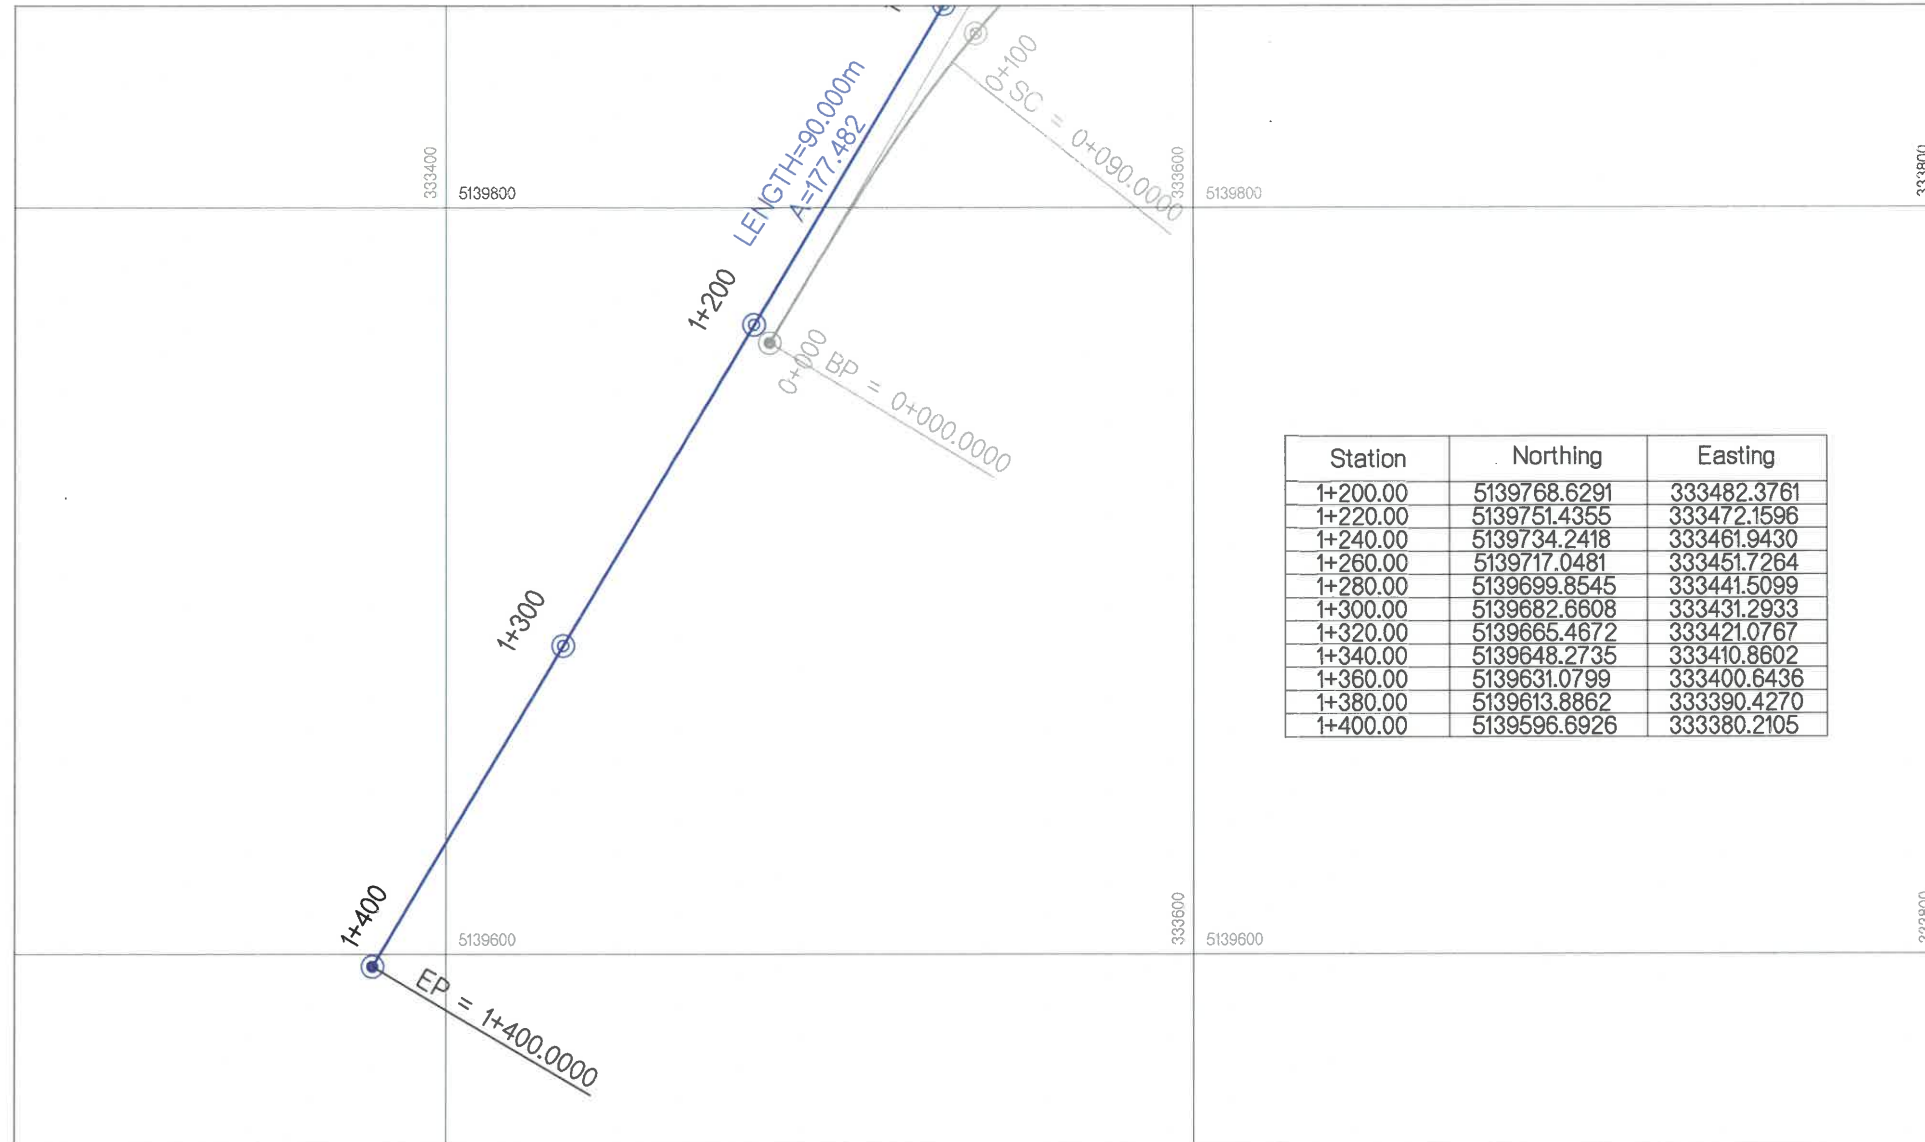 0+100
SC = 0+090.0000
LENGTH=90.000m
A=177.482
333400
5139800
333600
5139800
333800
1+200
0+000
BP = 0+000.0000
Station Northing Easting
1+200.00 5139768.6291 333482.3761
1+220.00 5139751.4355 333472.1596
1+240.00 5139734.2418 333461.9430
1+260.00 5139717.0481 333451.7264
1+280.00 5139699.8545 333441.5099
1+300.00 5139682.6608 333431.2933
1+320.00 5139665.4672 333421.0767
1+340.00 5139648.2735 333410.8602
1+360.00 5139631.0799 333400.6436
1+380.00 5139613.8862 333390.4270
1+400.00 5139596.6926 333380.2105
1+300
1+400
5139600
333600
5139600
333800
EP = 1+400.0000